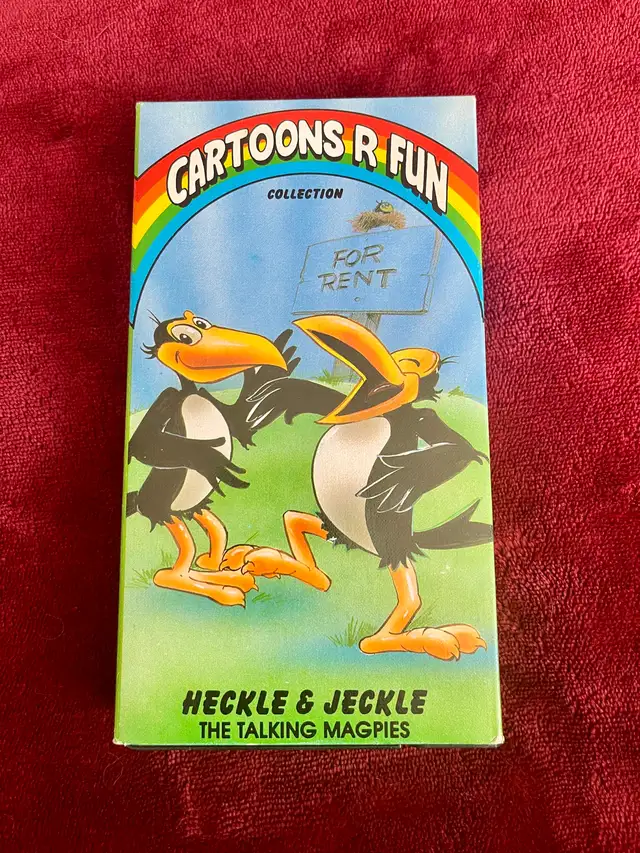 CARTOONS R FUN
COLLECTION
FOR
RENT
HECKLE & JECKLE
THE TALKING MAGPIES